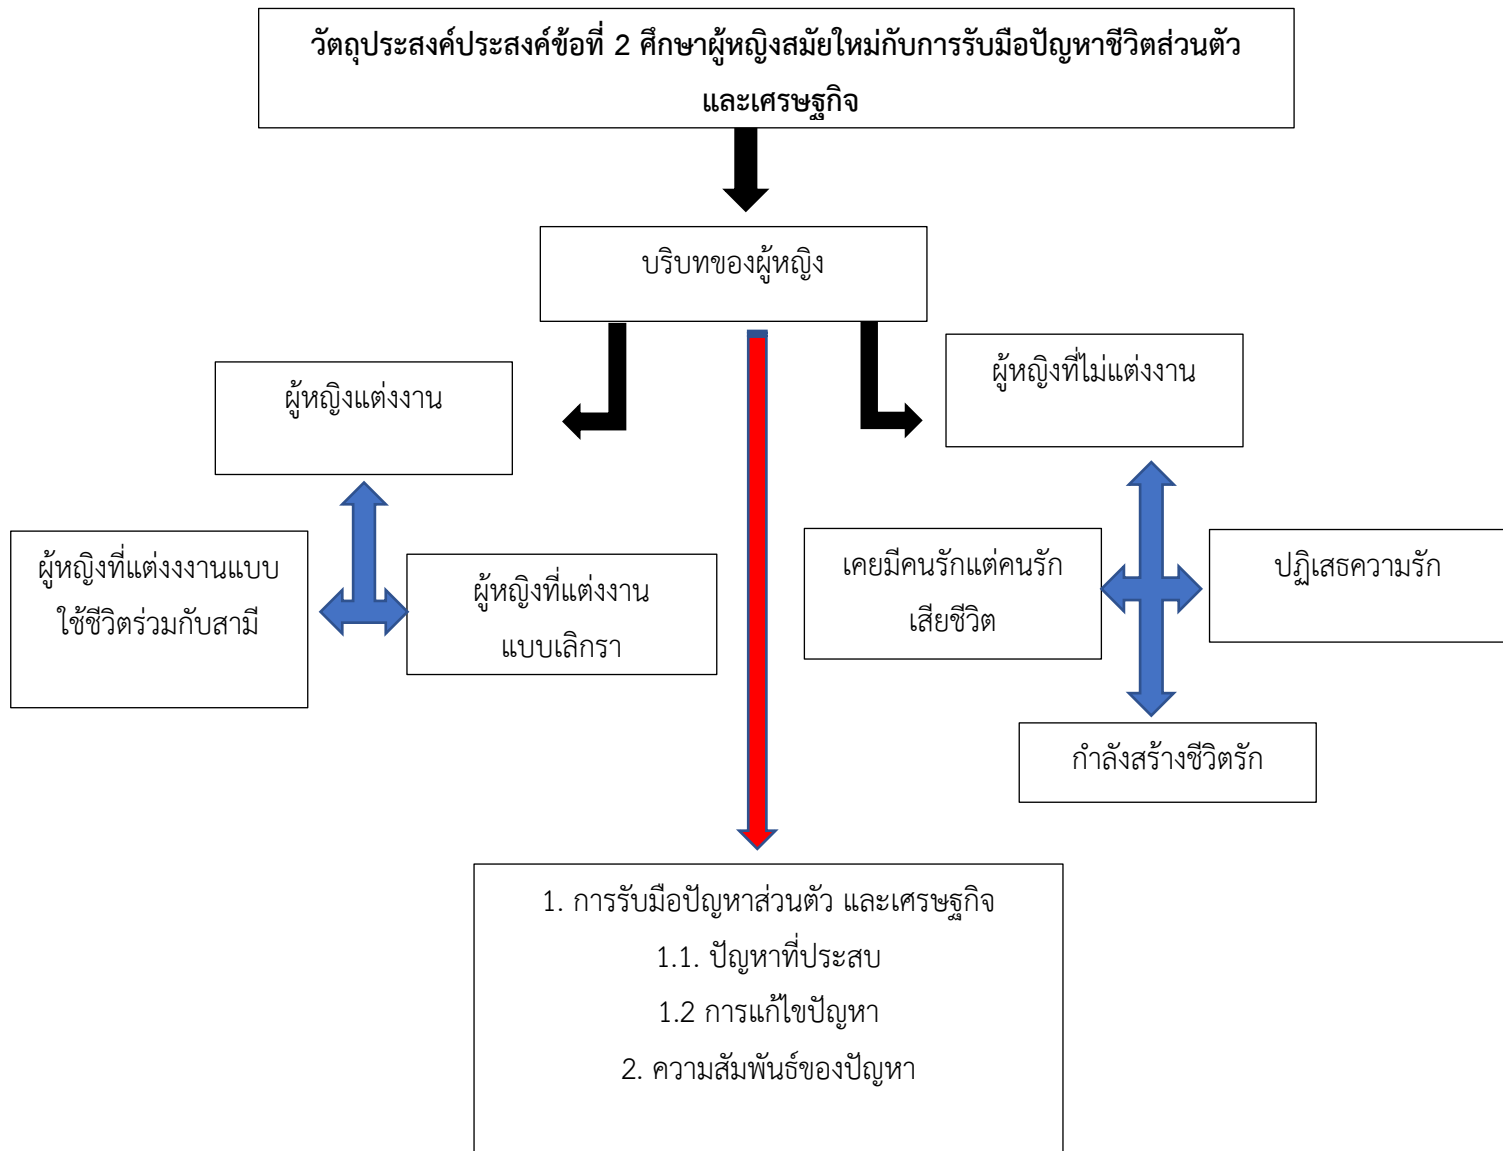 วัตถุประสงค์ประสงค์ข้อที่ 2 ศึกษาผู้หญิงสมัยใหม่กับการรับมือปัญหาชีวิตส่วนตัว
และเศรษฐกิจ
บริบทของผู้หญิง
ผู้หญิงแต่งงาน
ผู้หญิงที่ไม่แต่งงาน
ผู้หญิงที่แต่งงงานแบบ
ใช้ชีวิตร่วมกับสามี
ผู้หญิงที่แต่งงาน
แบบเลิกรา
เคยมีคนรักแต่คนรัก
เสียชีวิต
ปฏิเสธความรัก
กำลังสร้างชีวิตรัก
1. การรับมือปัญหาส่วนตัว และเศรษฐกิจ
1.1. ปัญหาที่ประสบ
1.2 การแก้ไขปัญหา
2. ความสัมพันธ์ของปัญหา